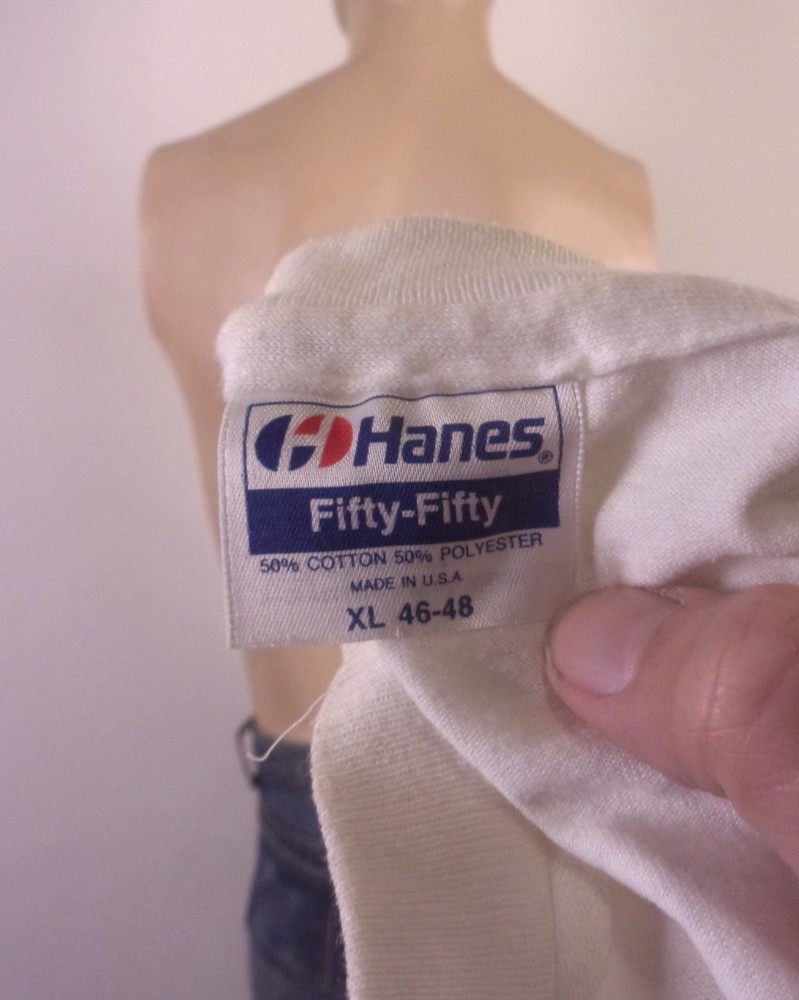 Hanes®
Fifty-Fifty
50% COTTON 50% POLYESTER
MADE IN U.S.A.
XL 46-48